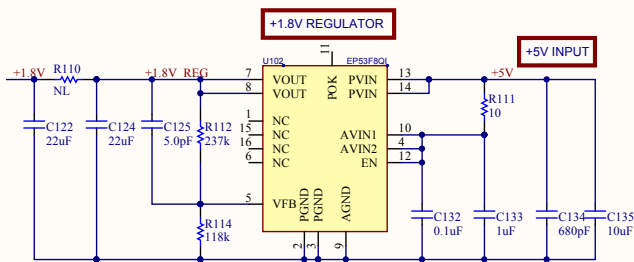 +1.8V REGULATOR
+5V INPUT
U102 EP53F8QI
+1.8V R110 NL +1.8V_REG
7 VOUT
8 VOUT
1 NC
15 NC
16 NC
6 NC
5 VFB
11 POK
PVIN 13
PVIN 14
AVIN1 10
AVIN2 4
EN 12
PGND 2
PGND 3
AGND 9
+5V
R111
10
C122
22uF
C124
22uF
C125
5.0pF
R112
237k
R114
118k
C132
0.1uF
C133
1uF
C134
680pF
C135
10uF